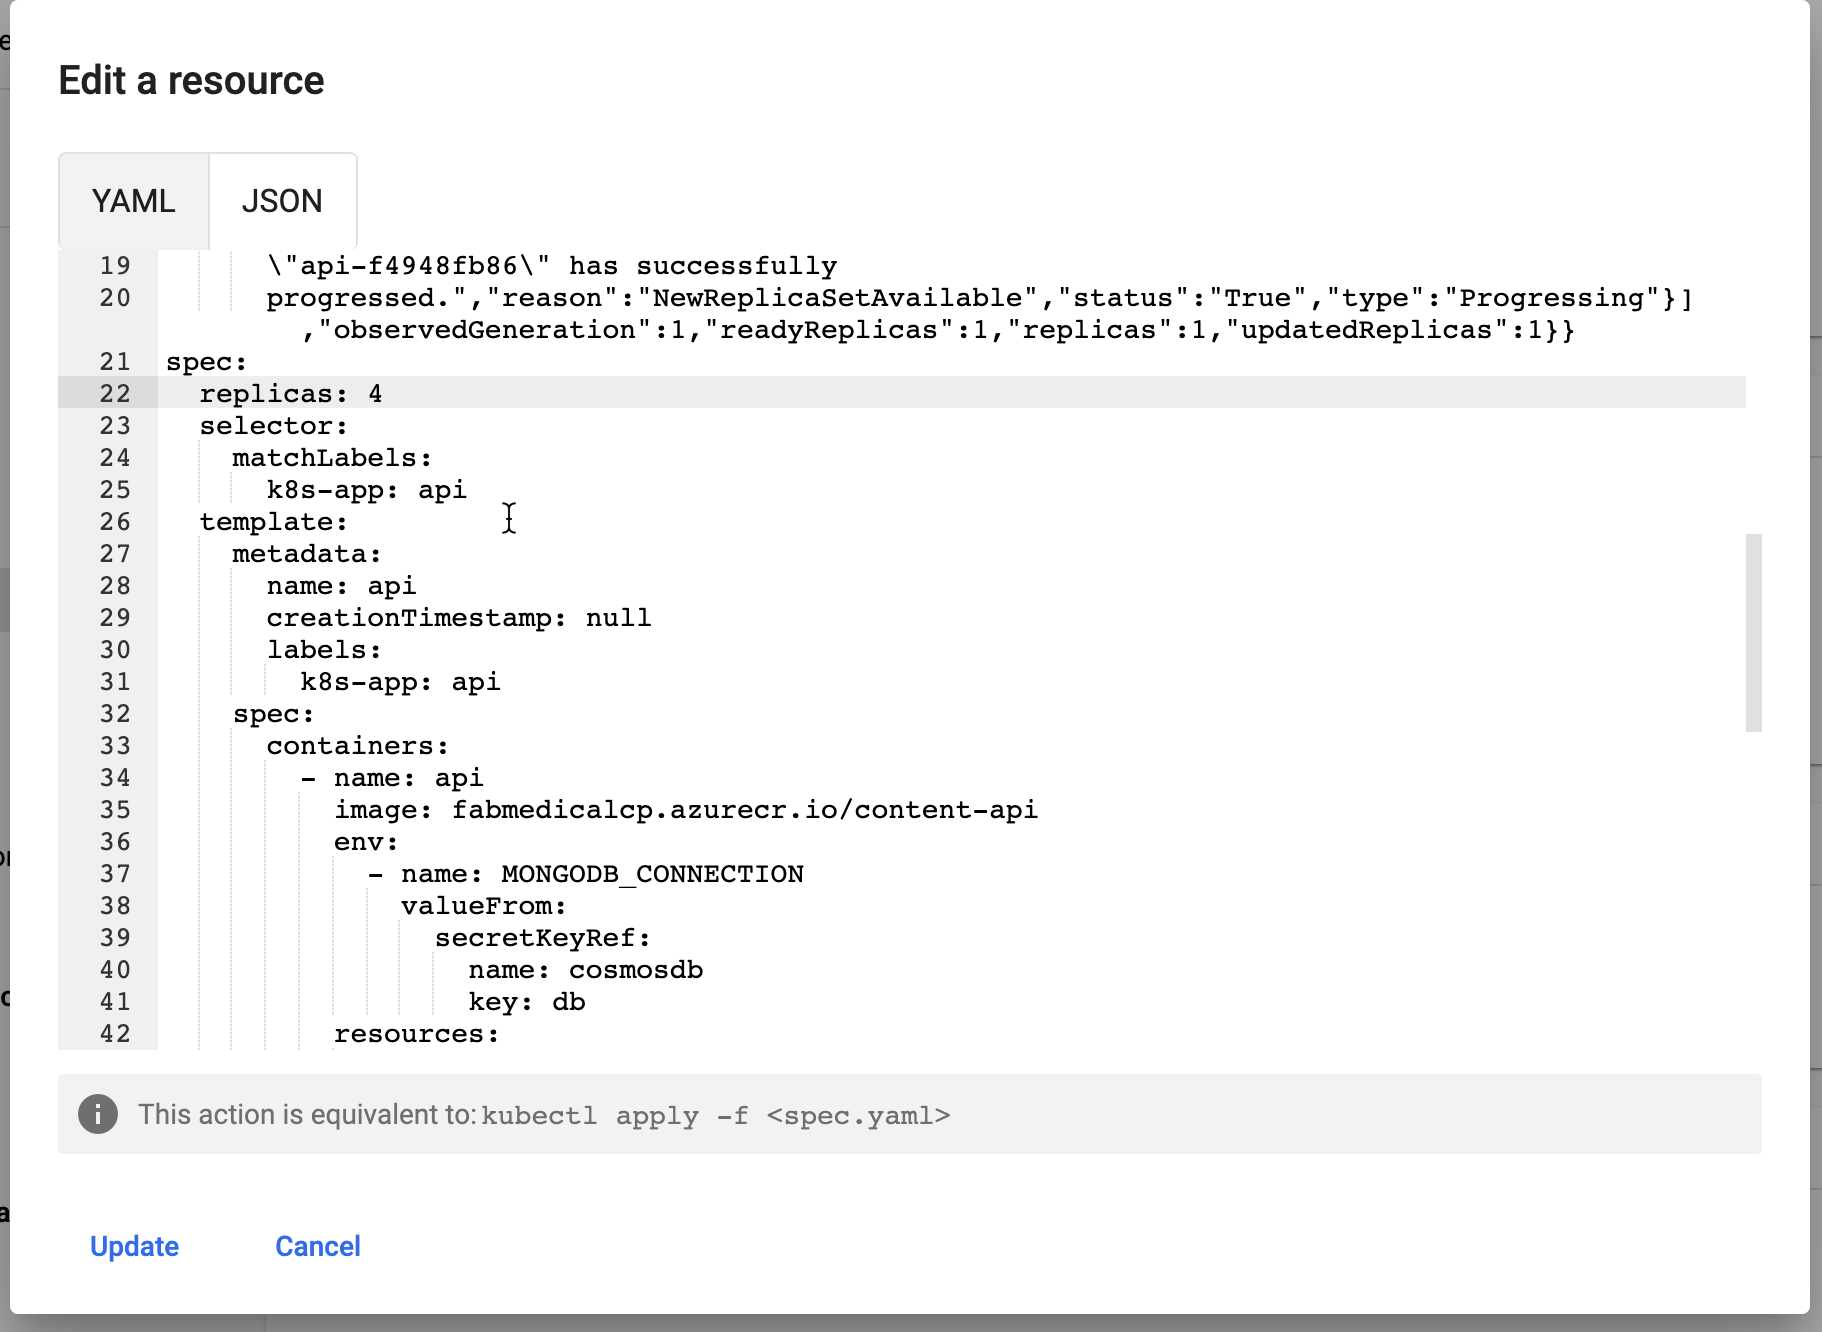 Edit a resource
YAML JSON
19 \"api-f4948fb86\" has successfully
20 progressed.","reason":"NewReplicaSetAvailable","status":"True","type":"Progressing"}]
,"observedGeneration":1,"readyReplicas":1,"replicas":1,"updatedReplicas":1}}
21 spec:
22 replicas: 4
23 selector:
24 matchLabels:
25 k8s-app: api
26 template:
27 metadata:
28 name: api
29 creationTimestamp: null
30 labels:
31 k8s-app: api
32 spec:
33 containers:
34 - name: api
35 image: fabmedicalcp.azurecr.io/content-api
36 env:
37 - name: MONGODB_CONNECTION
38 valueFrom:
39 secretKeyRef:
40 name: cosmosdb
41 key: db
42 resources:
This action is equivalent to: kubectl apply -f <spec.yaml>
Update Cancel